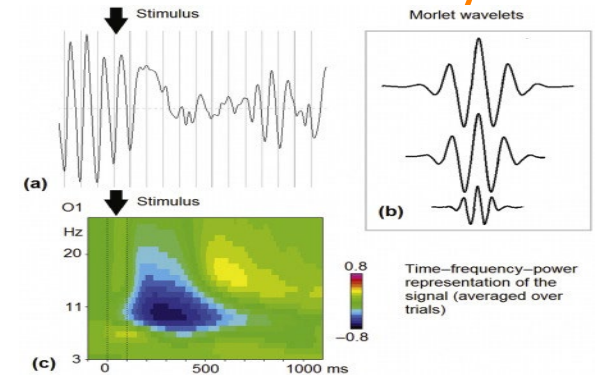 Stimulus
Morlet wavelets
(a)
(b)
Stimulus
O1
Hz
20
11
3
0
500
1000 ms
(c)
0.8
−0.8
Time–frequency–power
representation of the
signal (averaged over
trials)